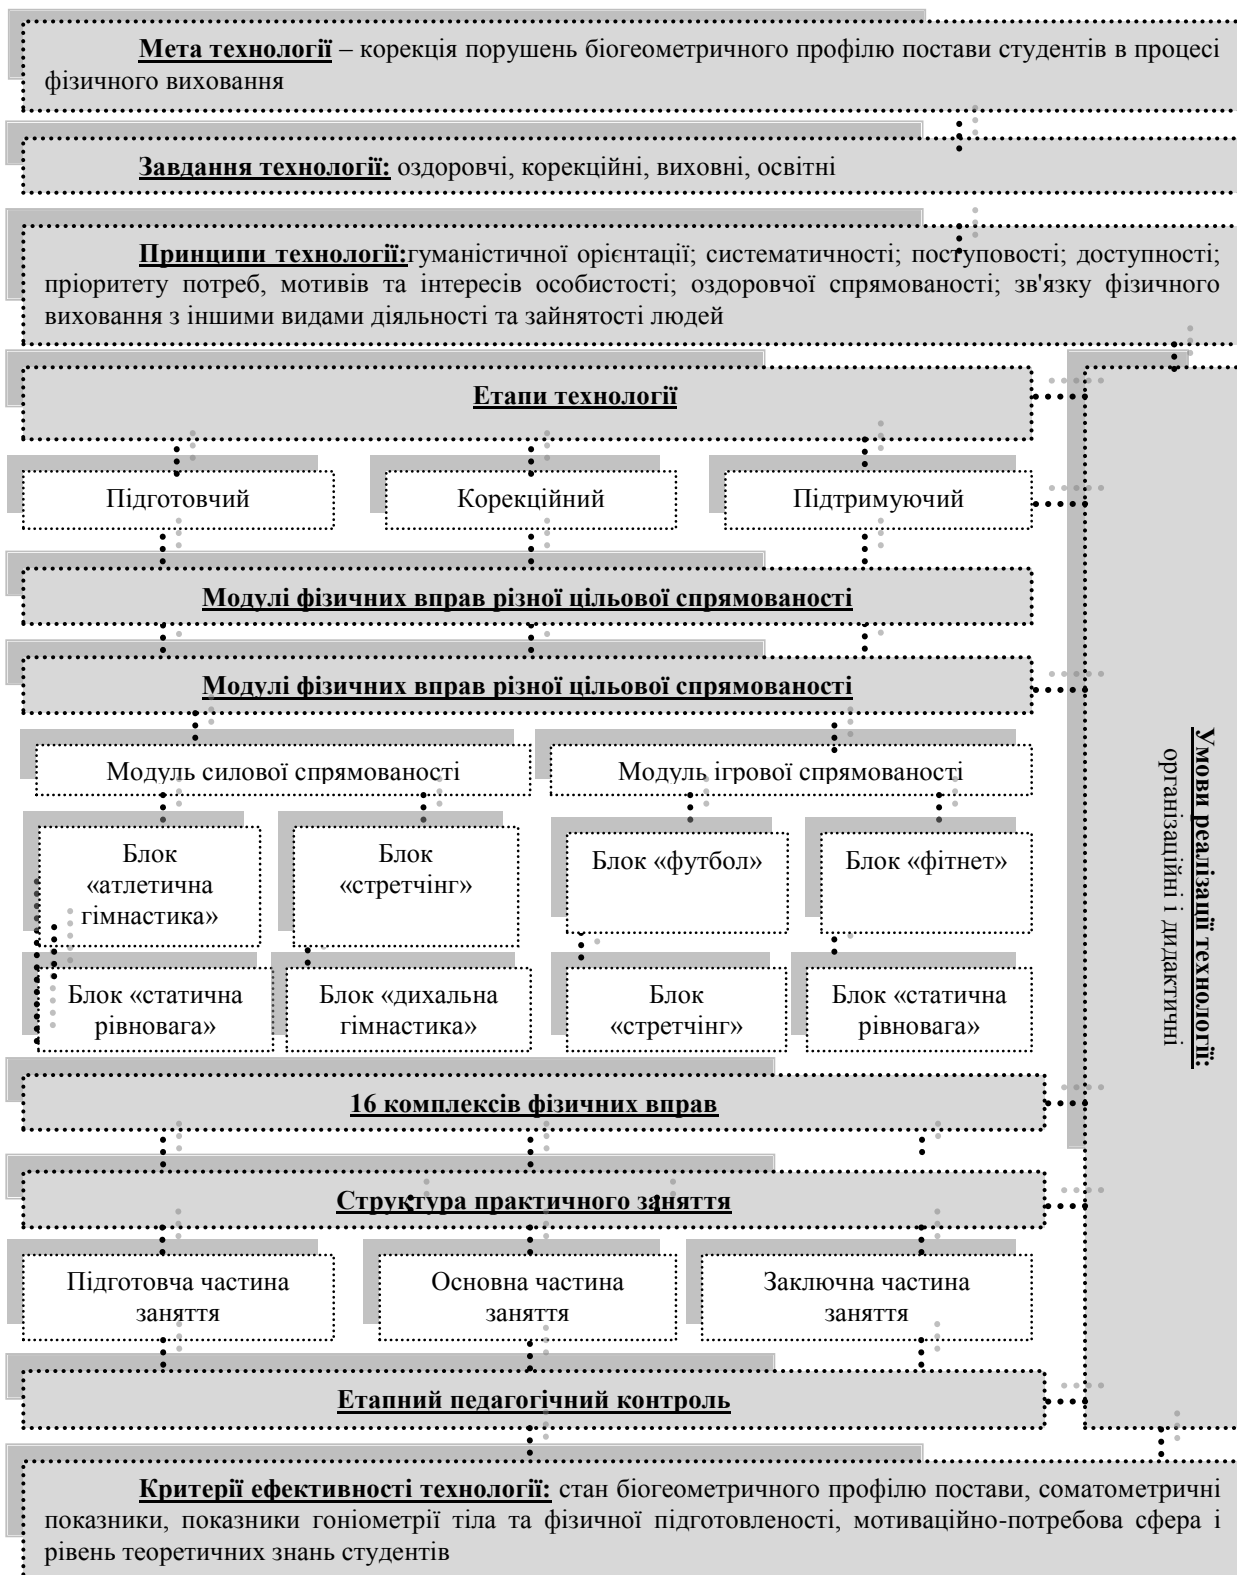 Мета технології – корекція порушень біогеометричного профілю постави студентів в процесі
фізичного виховання
Завдання технології: оздоровчі, корекційні, виховні, освітні
Принципи технології:гуманістичної орієнтації; систематичності; поступовості; доступності;
пріоритету потреб, мотивів та інтересів особистості; оздоровчої спрямованості; зв'язку фізичного
виховання з іншими видами діяльності та зайнятості людей
Етапи технології
Підготовчий
Корекційний
Підтримуючий
Модулі фізичних вправ різної цільової спрямованості
Модулі фізичних вправ різної цільової спрямованості
Модуль силової спрямованості
Модуль ігрової спрямованості
Блок
«атлетична
гімнастика»
Блок
«стретчінг»
Блок «футбол»
Блок «фітнет»
Блок «статична
рівновага»
Блок «дихальна
гімнастика»
Блок
«стретчінг»
Блок «статична
рівновага»
16 комплексів фізичних вправ
Структура практичного заняття
Підготовча частина
заняття
Основна частина
заняття
Заключна частина
заняття
Етапний педагогічний контроль
Умови реалізації технології:
організаційні і дидактичні
Критерії ефективності технології: стан біогеометричного профілю постави, соматометричні
показники, показники гоніометрії тіла та фізичної підготовленості, мотиваційно-потребова сфера і
рівень теоретичних знань студентів